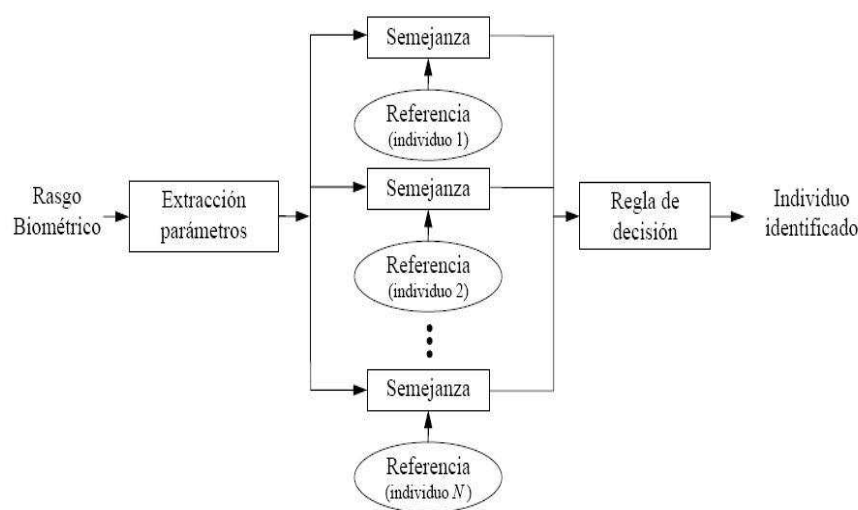 Semejanza
Referencia
(individuo 1)
Rasgo
Biométrico
Extracción
parámetros
Semejanza
Referencia
(individuo 2)
Regla de
decisión
Individuo
identificado
Semejanza
Referencia
(individuo N)